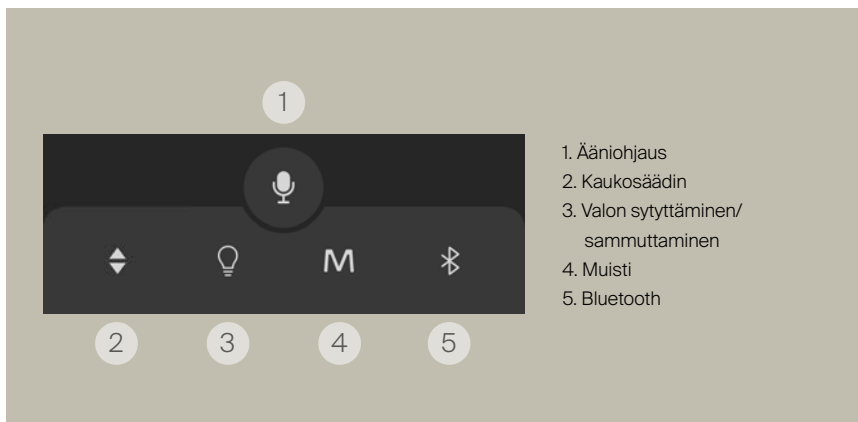 1
M
2
3
4
5
1. Ääniohjaus
2. Kaukosäädin
3. Valon sytyttäminen/
sammuttaminen
4. Muisti
5. Bluetooth